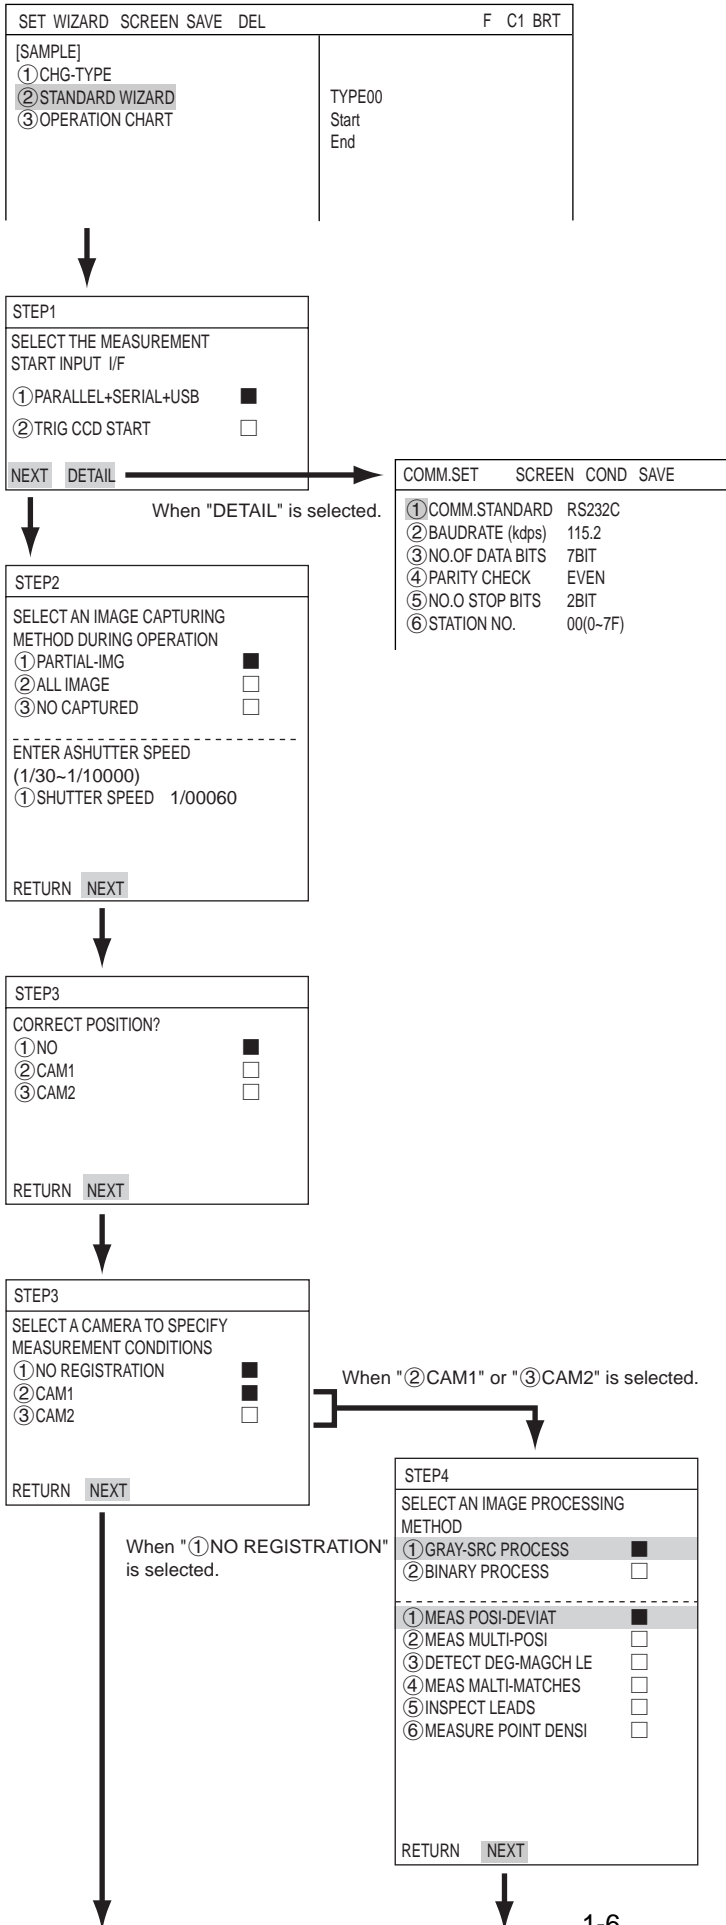 SET WIZARD SCREEN SAVE DEL F C1 BRT
[SAMPLE]
①CHG-TYPE
②STANDARD WIZARD
③OPERATION CHART
TYPE00
Start
End
STEP1
SELECT THE MEASUREMENT
START INPUT I/F
①PARALLEL+SERIAL+USB ■
②TRIG CCD START □
NEXT DETAIL
When "DETAIL" is selected.
COMM.SET SCREEN COND SAVE
①COMM.STANDARD RS232C
②BAUDRATE (kdps) 115.2
③NO.OF DATA BITS 7BIT
④PARITY CHECK EVEN
⑤NO.O STOP BITS 2BIT
⑥STATION NO. 00(0~7F)
STEP2
SELECT AN IMAGE CAPTURING
METHOD DURING OPERATION
①PARTIAL-IMG ■
②ALL IMAGE □
③NO CAPTURED □
ENTER ASHUTTER SPEED
(1/30~1/10000)
①SHUTTER SPEED 1/00060
RETURN NEXT
STEP3
CORRECT POSITION?
①NO ■
②CAM1 □
③CAM2 □
RETURN NEXT
STEP3
SELECT A CAMERA TO SPECIFY
MEASUREMENT CONDITIONS
①NO REGISTRATION ■
②CAM1 ■
③CAM2 □
RETURN NEXT
When "②CAM1" or "③CAM2" is selected.
When "①NO REGISTRATION"
is selected.
STEP4
SELECT AN IMAGE PROCESSING
METHOD
①GRAY-SRC PROCESS ■
②BINARY PROCESS □
①MEAS POSI-DEVIAT ■
②MEAS MULTI-POSI □
③DETECT DEG-MAGCH LE □
④MEAS MALTI-MATCHES □
⑤INSPECT LEADS □
⑥MEASURE POINT DENSI □
RETURN NEXT
1-6